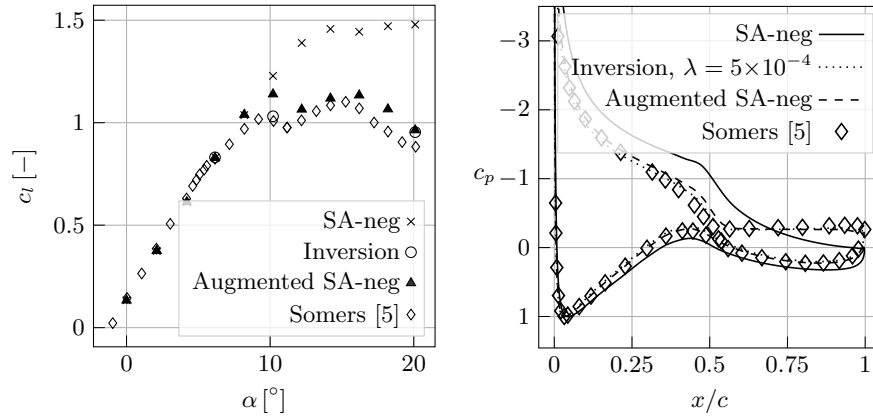 1.5
1
0.5
0
c_l [−]
0
10
20
α [°]
SA-neg
Inversion
Augmented SA-neg
Somers [5]
−3
−2
−1
0
1
c_p
0
0.25
0.5
0.75
1
x/c
SA-neg
Inversion, λ = 5×10⁻⁴
Augmented SA-neg
Somers [5]